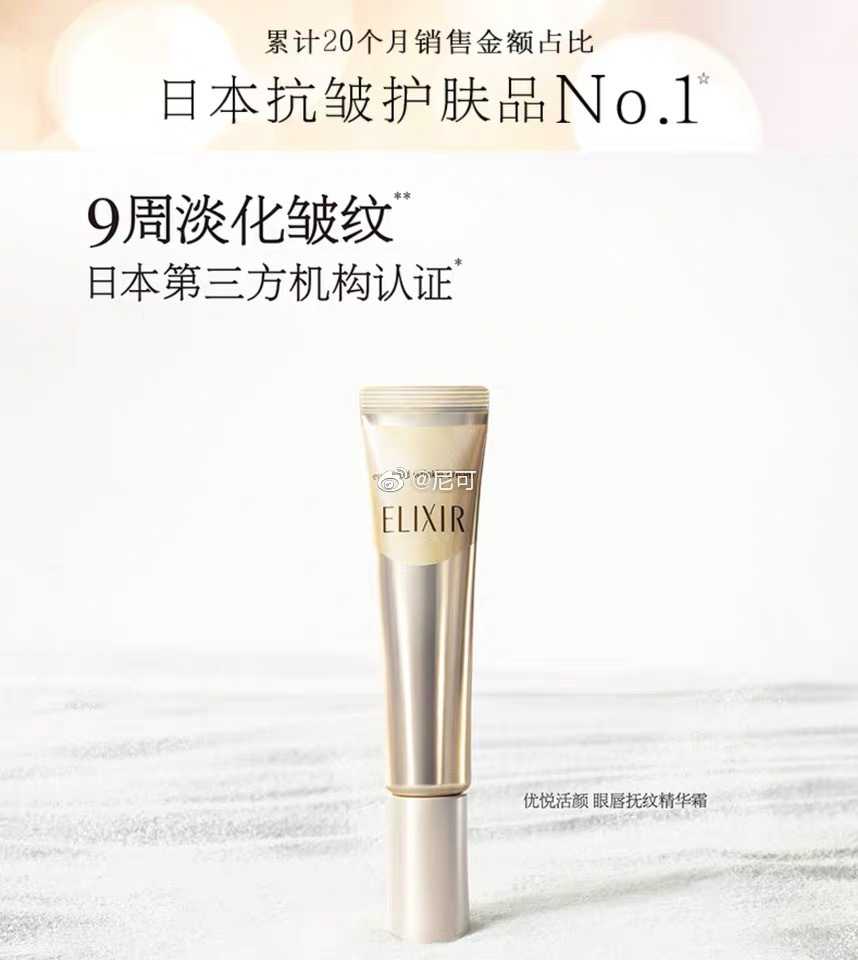 累计20个月销售金额占比
日本抗皱护肤品No.1☆
9周淡化皱纹**
日本第三方机构认证*
@尼可
ELIXIR
优悦活颜 眼唇抚纹精华霜